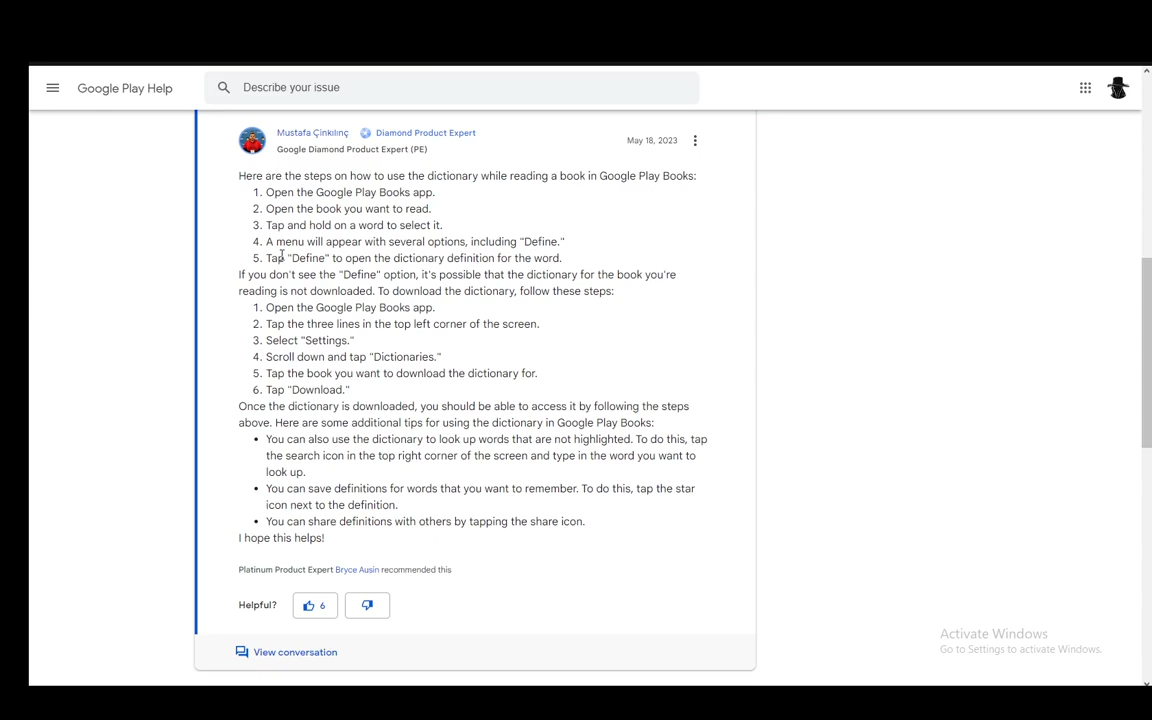 Google Play Help
Describe your issue
Mustafa Çinkılınç Diamond Product Expert
Google Diamond Product Expert (PE)
May 18, 2023
Here are the steps on how to use the dictionary while reading a book in Google Play Books:
1. Open the Google Play Books app.
2. Open the book you want to read.
3. Tap and hold on a word to select it.
4. A menu will appear with several options, including "Define."
5. Tap "Define" to open the dictionary definition for the word.
If you don't see the "Define" option, it's possible that the dictionary for the book you're
reading is not downloaded. To download the dictionary, follow these steps:
1. Open the Google Play Books app.
2. Tap the three lines in the top left corner of the screen.
3. Select "Settings."
4. Scroll down and tap "Dictionaries."
5. Tap the book you want to download the dictionary for.
6. Tap "Download."
Once the dictionary is downloaded, you should be able to access it by following the steps
above. Here are some additional tips for using the dictionary in Google Play Books:
• You can also use the dictionary to look up words that are not highlighted. To do this, tap
the search icon in the top right corner of the screen and type in the word you want to
look up.
• You can save definitions for words that you want to remember. To do this, tap the star
icon next to the definition.
• You can share definitions with others by tapping the share icon.
I hope this helps!
Platinum Product Expert Bryce Ausin recommended this
Helpful? 6
View conversation
Activate Windows
Go to Settings to activate Windows.